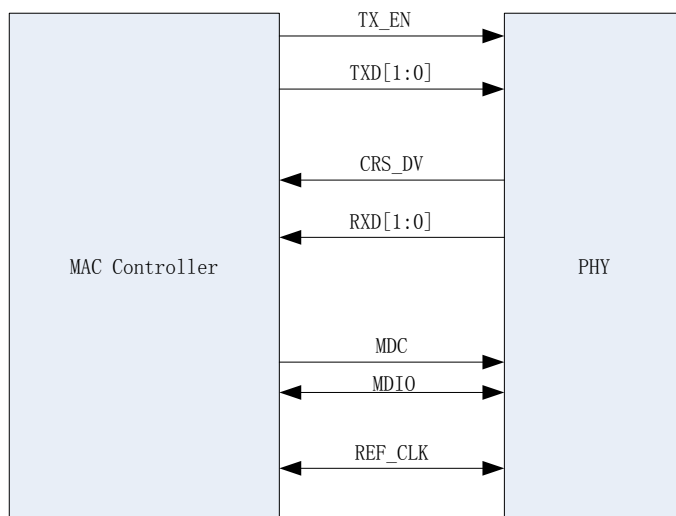 TX_EN
TXD[1:0]
CRS_DV
RXD[1:0]
MAC Controller
PHY
MDC
MDIO
REF_CLK